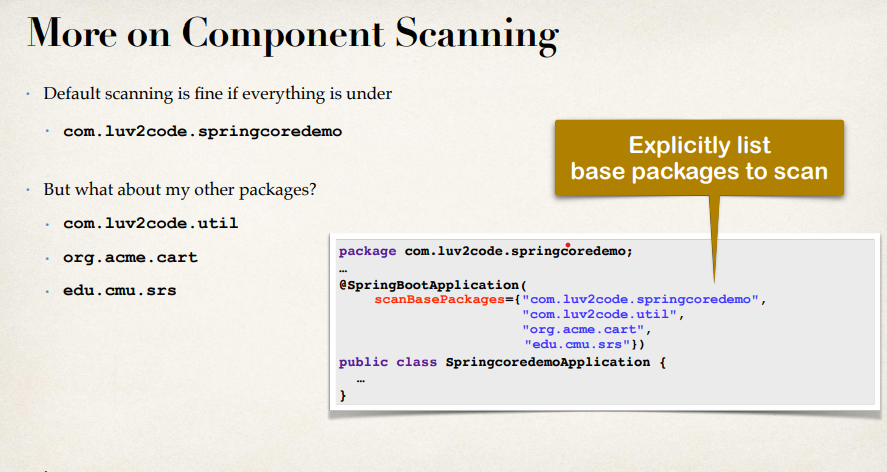 More on Component Scanning
Default scanning is fine if everything is under
com.luv2code.springcoredemo
But what about my other packages?
com.luv2code.util
org.acme.cart
edu.cmu.srs
Explicitly list
base packages to scan
package com.luv2code.springcoredemo;
…
@SpringBootApplication(
scanBasePackages={"com.luv2code.springcoredemo",
"com.luv2code.util",
"org.acme.cart",
"edu.cmu.srs"})
public class SpringcoredemoApplication {
…
}